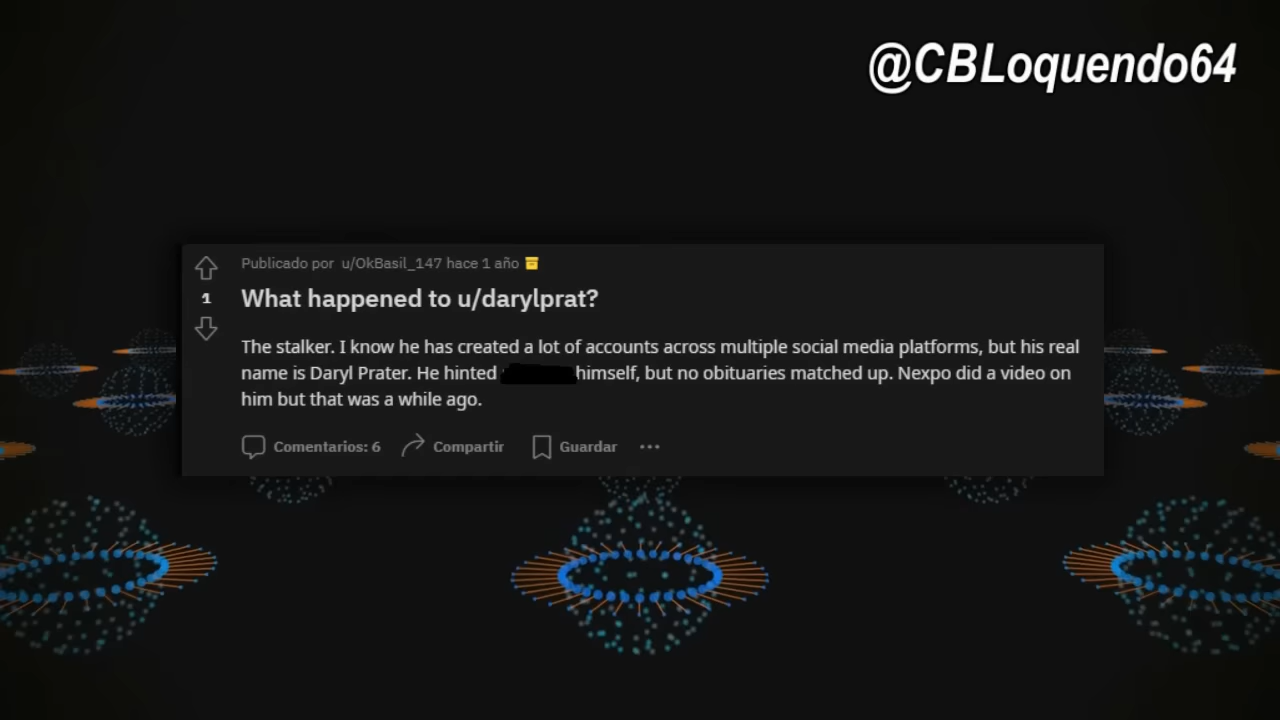 @CBLoquendo64
Publicado por u/OkBasil_147 hace 1 año
1
What happened to u/darylprat?
The stalker. I know he has created a lot of accounts across multiple social media platforms, but his real
name is Daryl Prater. He hinted himself, but no obituaries matched up. Nexpo did a video on
him but that was a while ago.
Comentarios: 6 Compartir Guardar